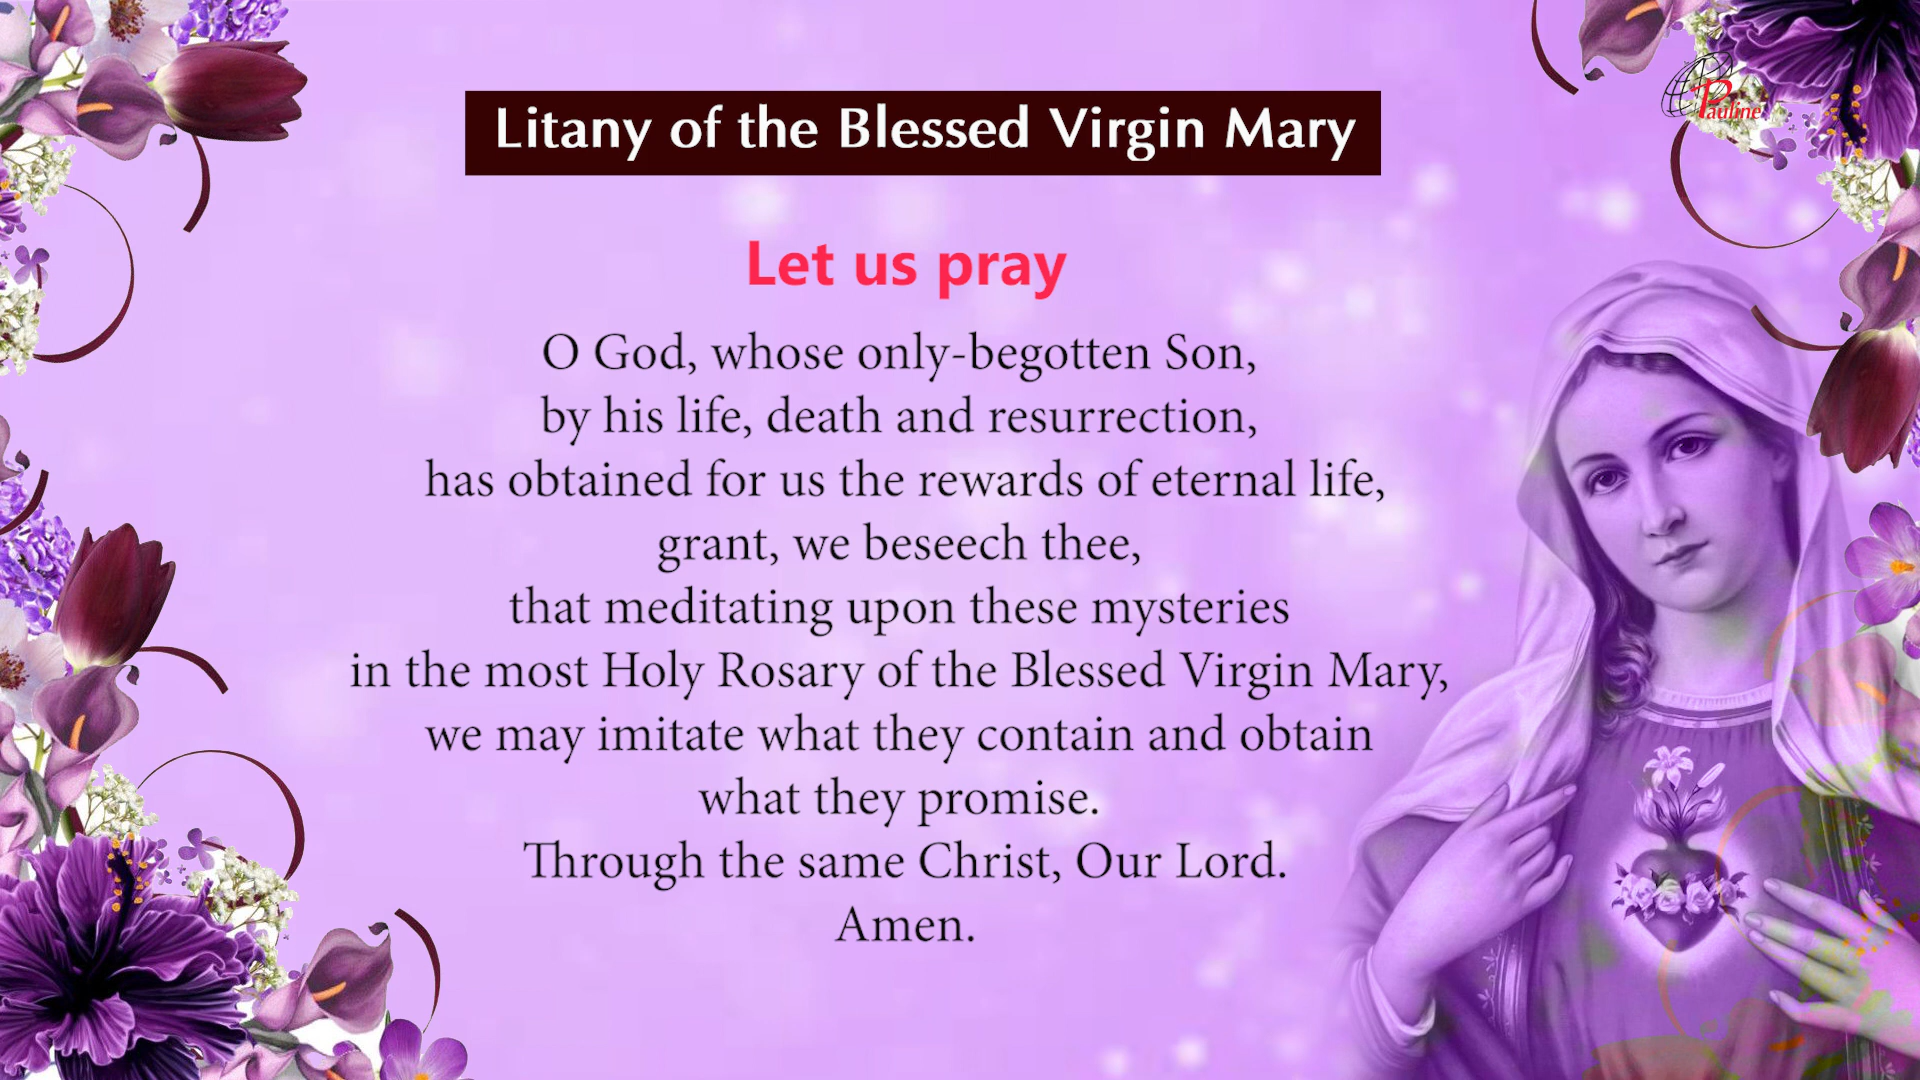 Pauline
Litany of the Blessed Virgin Mary
Let us pray
O God, whose only-begotten Son,
by his life, death and resurrection,
has obtained for us the rewards of eternal life,
grant, we beseech thee,
that meditating upon these mysteries
in the most Holy Rosary of the Blessed Virgin Mary,
we may imitate what they contain and obtain
what they promise.
Through the same Christ, Our Lord.
Amen.